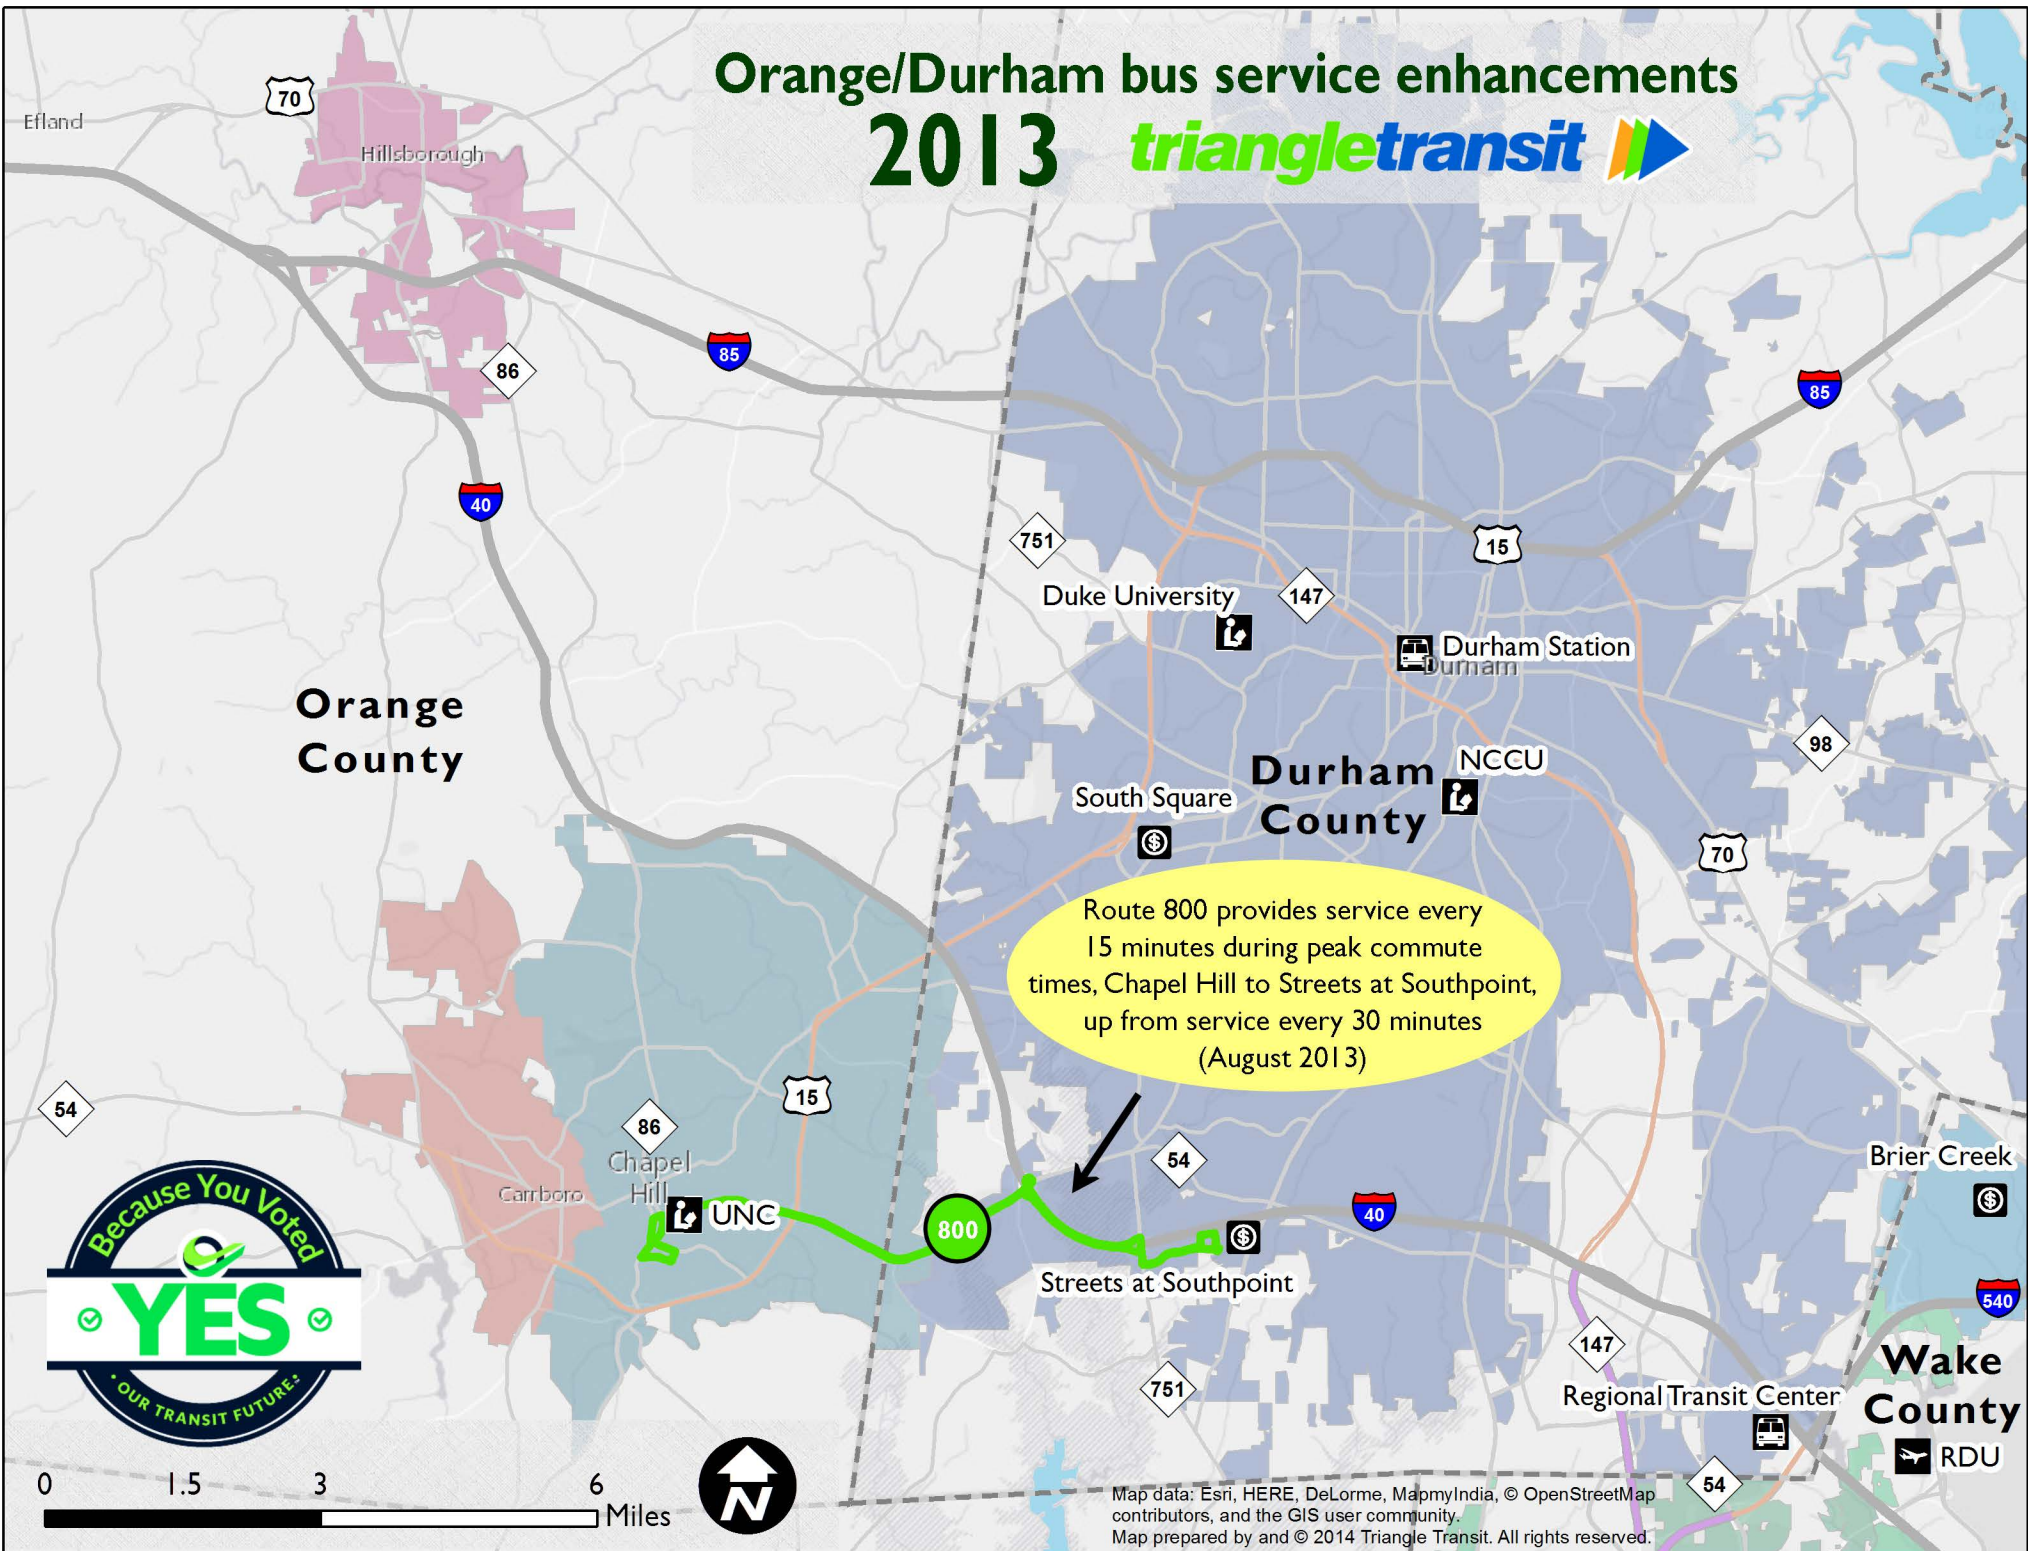 Orange/Durham bus service enhancements
2013 triangletransit
70
Efland
Hillsborough
85
86
85
40
751
15
Duke University
147
Durham Station
Durham
Orange
County
98
Durham
County
NCCU
South Square
70
Route 800 provides service every
15 minutes during peak commute
times, Chapel Hill to Streets at Southpoint,
up from service every 30 minutes
(August 2013)
54
15
86
Chapel
Hill
Carrboro
UNC
800
54
40
Streets at Southpoint
Brier Creek
540
147
751
Wake
County
Regional Transit Center
RDU
54
Because You Voted
YES
OUR TRANSIT FUTURE
0 1.5 3 6
Miles
N
Map data: Esri, HERE, DeLorme, MapmyIndia, © OpenStreetMap
contributors, and the GIS user community.
Map prepared by and © 2014 Triangle Transit. All rights reserved.